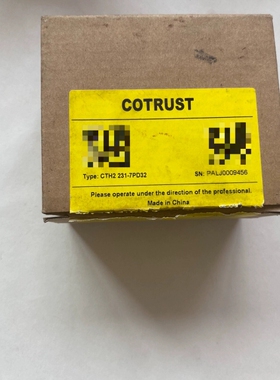 COTRUST
Type: CTH2 231-7PD32
SN: PALJ0009456
Please operate under the direction of the professional.
Made in China